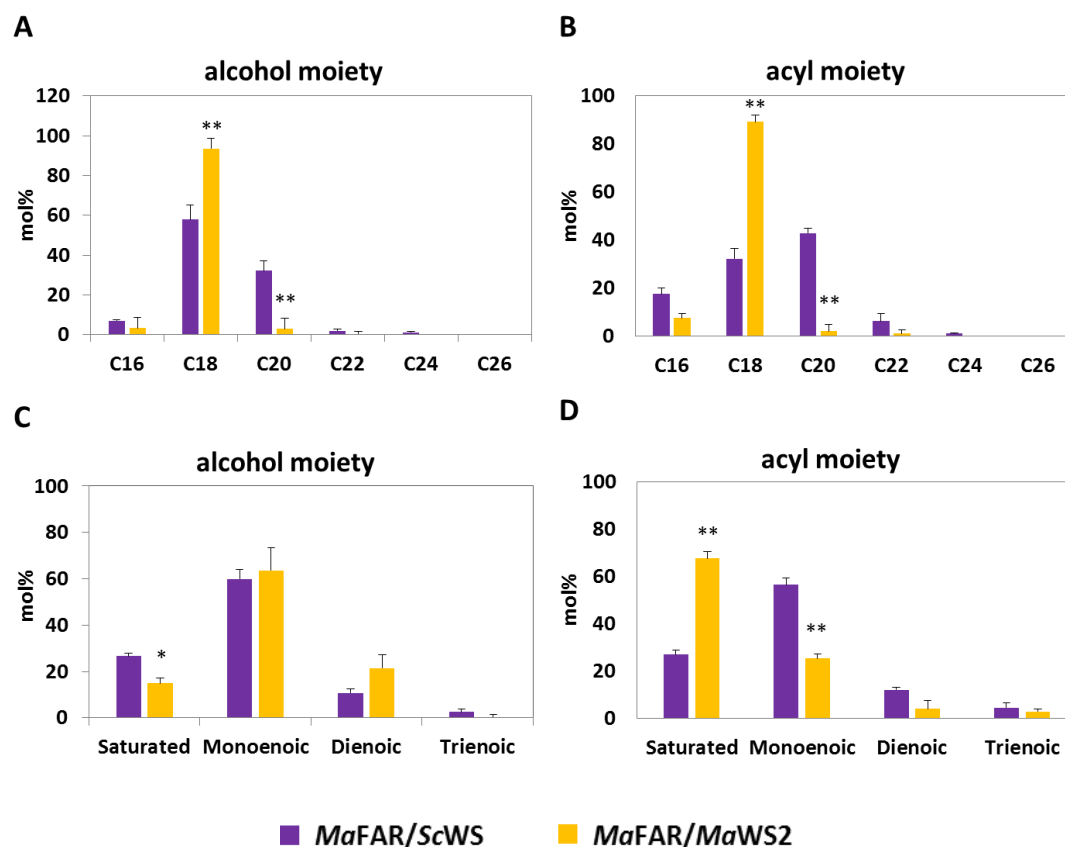 A
alcohol moiety
120
100
80
60
40
20
0
mol%
**
**
C16 C18 C20 C22 C24 C26
B
acyl moiety
100
80
60
40
20
0
mol%
**
**
C16 C18 C20 C22 C24 C26
C
alcohol moiety
100
80
60
40
20
0
mol%
*
Saturated Monoenoic Dienoic Trienoic
D
acyl moiety
100
80
60
40
20
0
mol%
**
**
Saturated Monoenoic Dienoic Trienoic
MaFAR/ScWS MaFAR/MaWS2